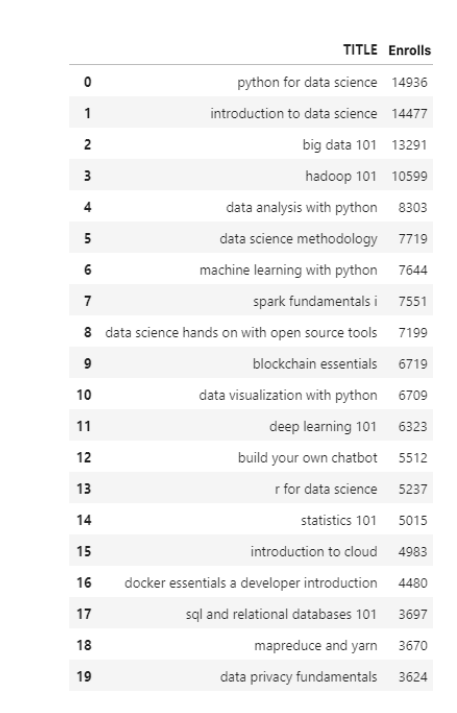 TITLE Enrolls
0 python for data science 14936
1 introduction to data science 14477
2 big data 101 13291
3 hadoop 101 10599
4 data analysis with python 8303
5 data science methodology 7719
6 machine learning with python 7644
7 spark fundamentals i 7551
8 data science hands on with open source tools 7199
9 blockchain essentials 6719
10 data visualization with python 6709
11 deep learning 101 6323
12 build your own chatbot 5512
13 r for data science 5237
14 statistics 101 5015
15 introduction to cloud 4983
16 docker essentials a developer introduction 4480
17 sql and relational databases 101 3697
18 mapreduce and yarn 3670
19 data privacy fundamentals 3624